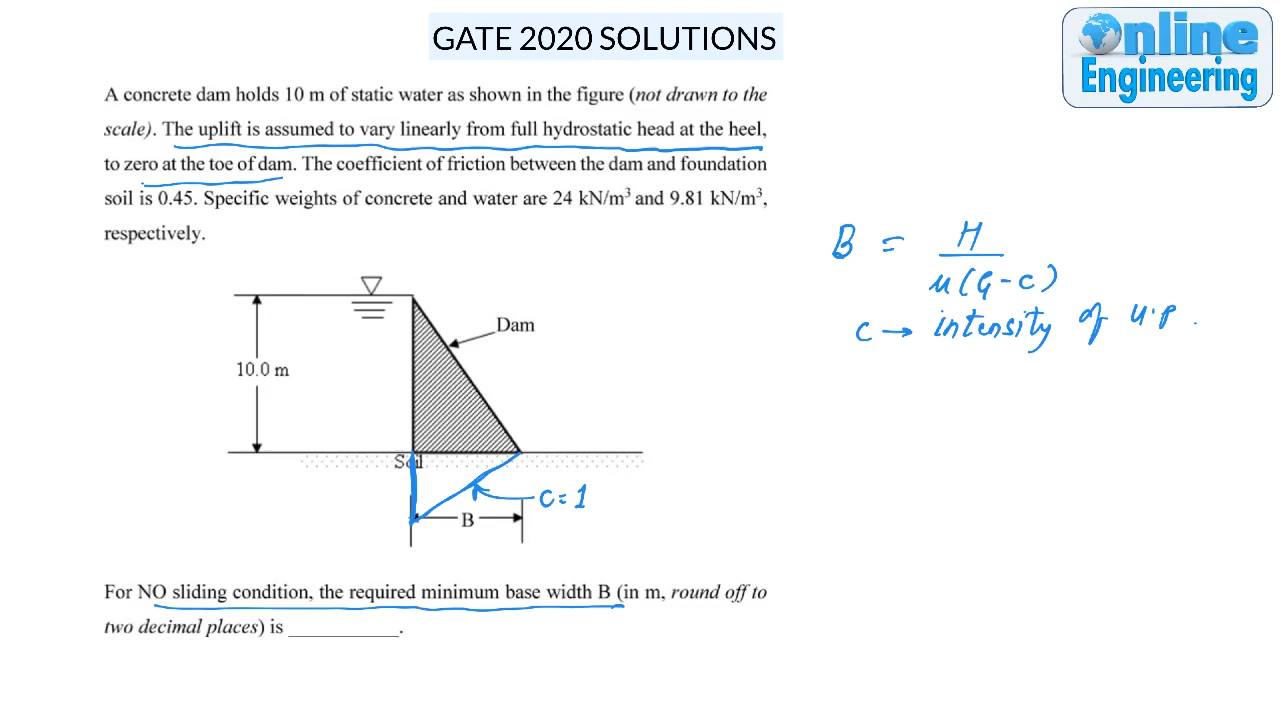 GATE 2020 SOLUTIONS
Online
Engineering
A concrete dam holds 10 m of static water as shown in the figure (not drawn to the
scale). The uplift is assumed to vary linearly from full hydrostatic head at the heel,
to zero at the toe of dam. The coefficient of friction between the dam and foundation
soil is 0.45. Specific weights of concrete and water are 24 kN/m³ and 9.81 kN/m³,
respectively.
B = H
μ(G-C)
C → intensity of u.p.
Dam
10.0 m
Soil
C=1
B
For NO sliding condition, the required minimum base width B (in m, round off to
two decimal places) is ___________.